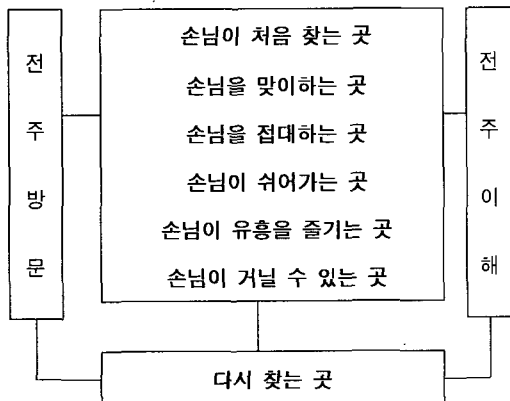 전주방문
손님이 처음 찾는 곳
손님을 맞이하는 곳
손님을 접대하는 곳
손님이 쉬어가는 곳
손님이 유흥을 즐기는 곳
손님이 거닐 수 있는 곳
전주이해
다시 찾는 곳